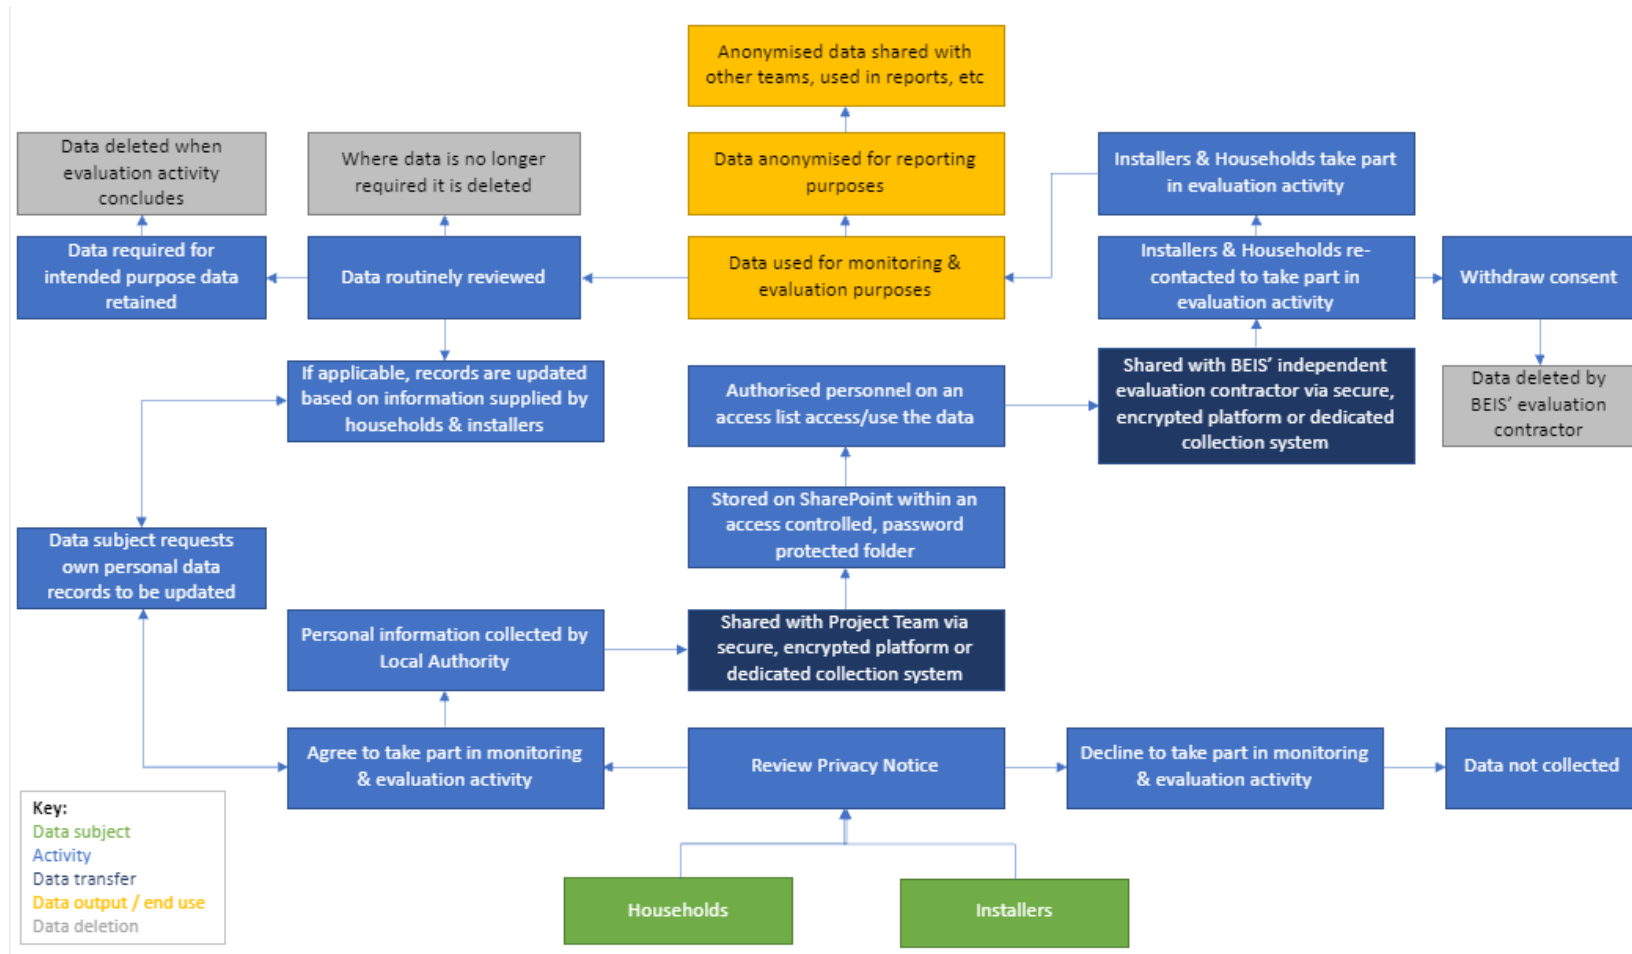 Anonymised data shared with
other teams, used in reports, etc
Data deleted when
evaluation activity
concludes
Where data is no longer
required it is deleted
Data anonymised for reporting
purposes
Installers & Households take part
in evaluation activity
Data required for
intended purpose data
retained
Data routinely reviewed
Data used for monitoring &
evaluation purposes
Installers & Households re-
contacted to take part in
evaluation activity
Withdraw consent
If applicable, records are updated
based on information supplied by
households & installers
Authorised personnel on an
access list access/use the data
Shared with BEIS' independent
evaluation contractor via secure,
encrypted platform or dedicated
collection system
Data deleted by
BEIS' evaluation
contractor
Stored on SharePoint within an
access controlled, password
protected folder
Data subject requests
own personal data
records to be updated
Personal information collected by
Local Authority
Shared with Project Team via
secure, encrypted platform or
dedicated collection system
Agree to take part in monitoring
& evaluation activity
Review Privacy Notice
Decline to take part in monitoring
& evaluation activity
Data not collected
Key:
Data subject
Activity
Data transfer
Data output / end use
Data deletion
Households
Installers